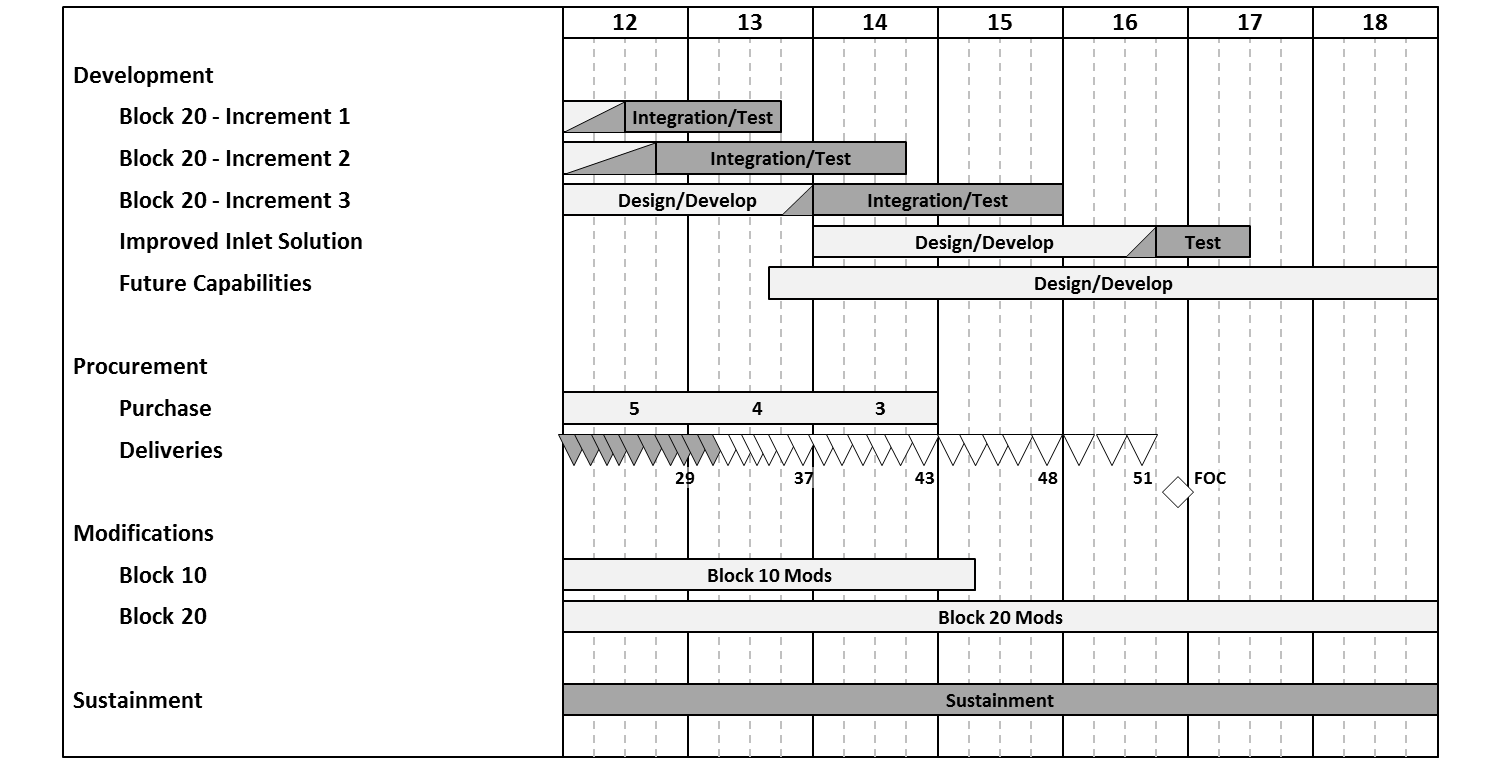 12 13 14 15 16 17 18
Development
Block 20 - Increment 1 Integration/Test
Block 20 - Increment 2 Integration/Test
Block 20 - Increment 3 Design/Develop Integration/Test
Improved Inlet Solution Design/Develop Test
Future Capabilities Design/Develop
Procurement
Purchase 5 4 3
Deliveries
29 37 43 48 51 FOC
Modifications
Block 10 Block 10 Mods
Block 20 Block 20 Mods
Sustainment Sustainment